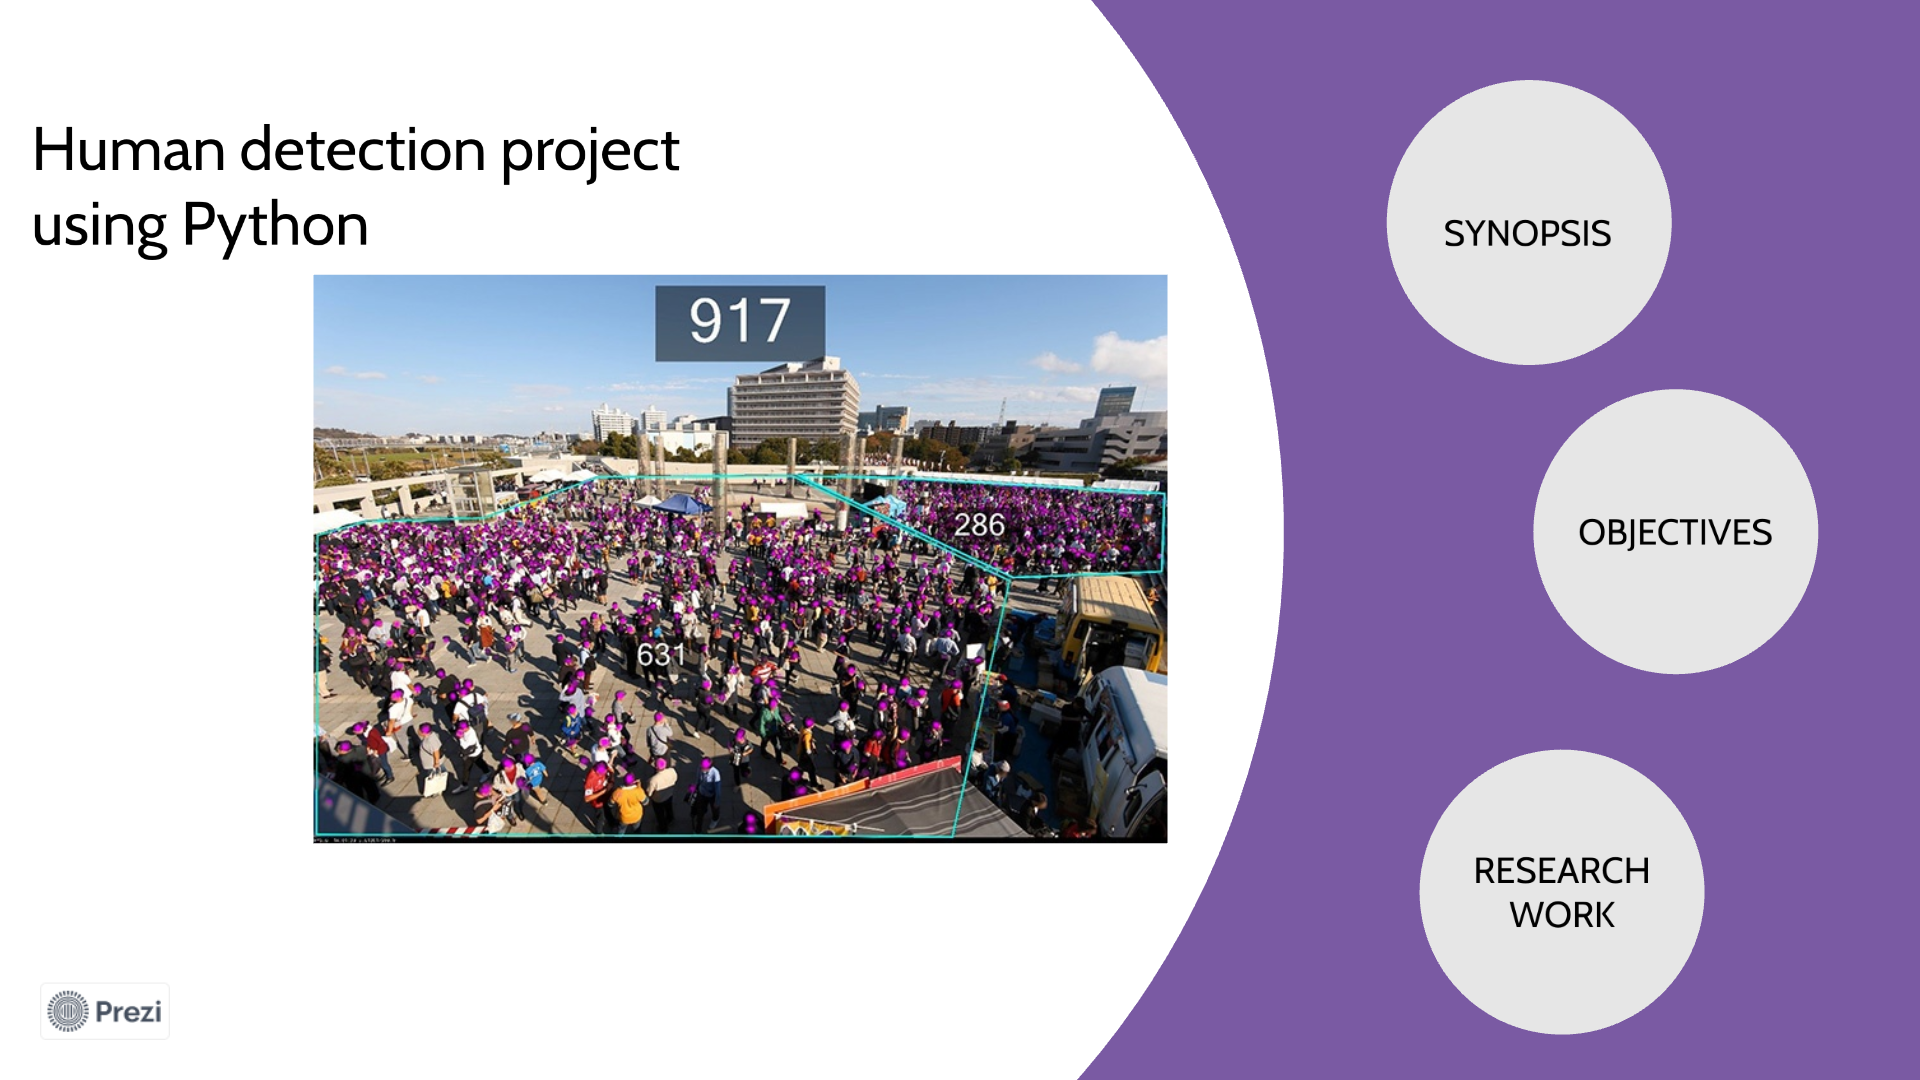 Human detection project
using Python
917
286
631
SYNOPSIS
OBJECTIVES
RESEARCH
WORK
Prezi